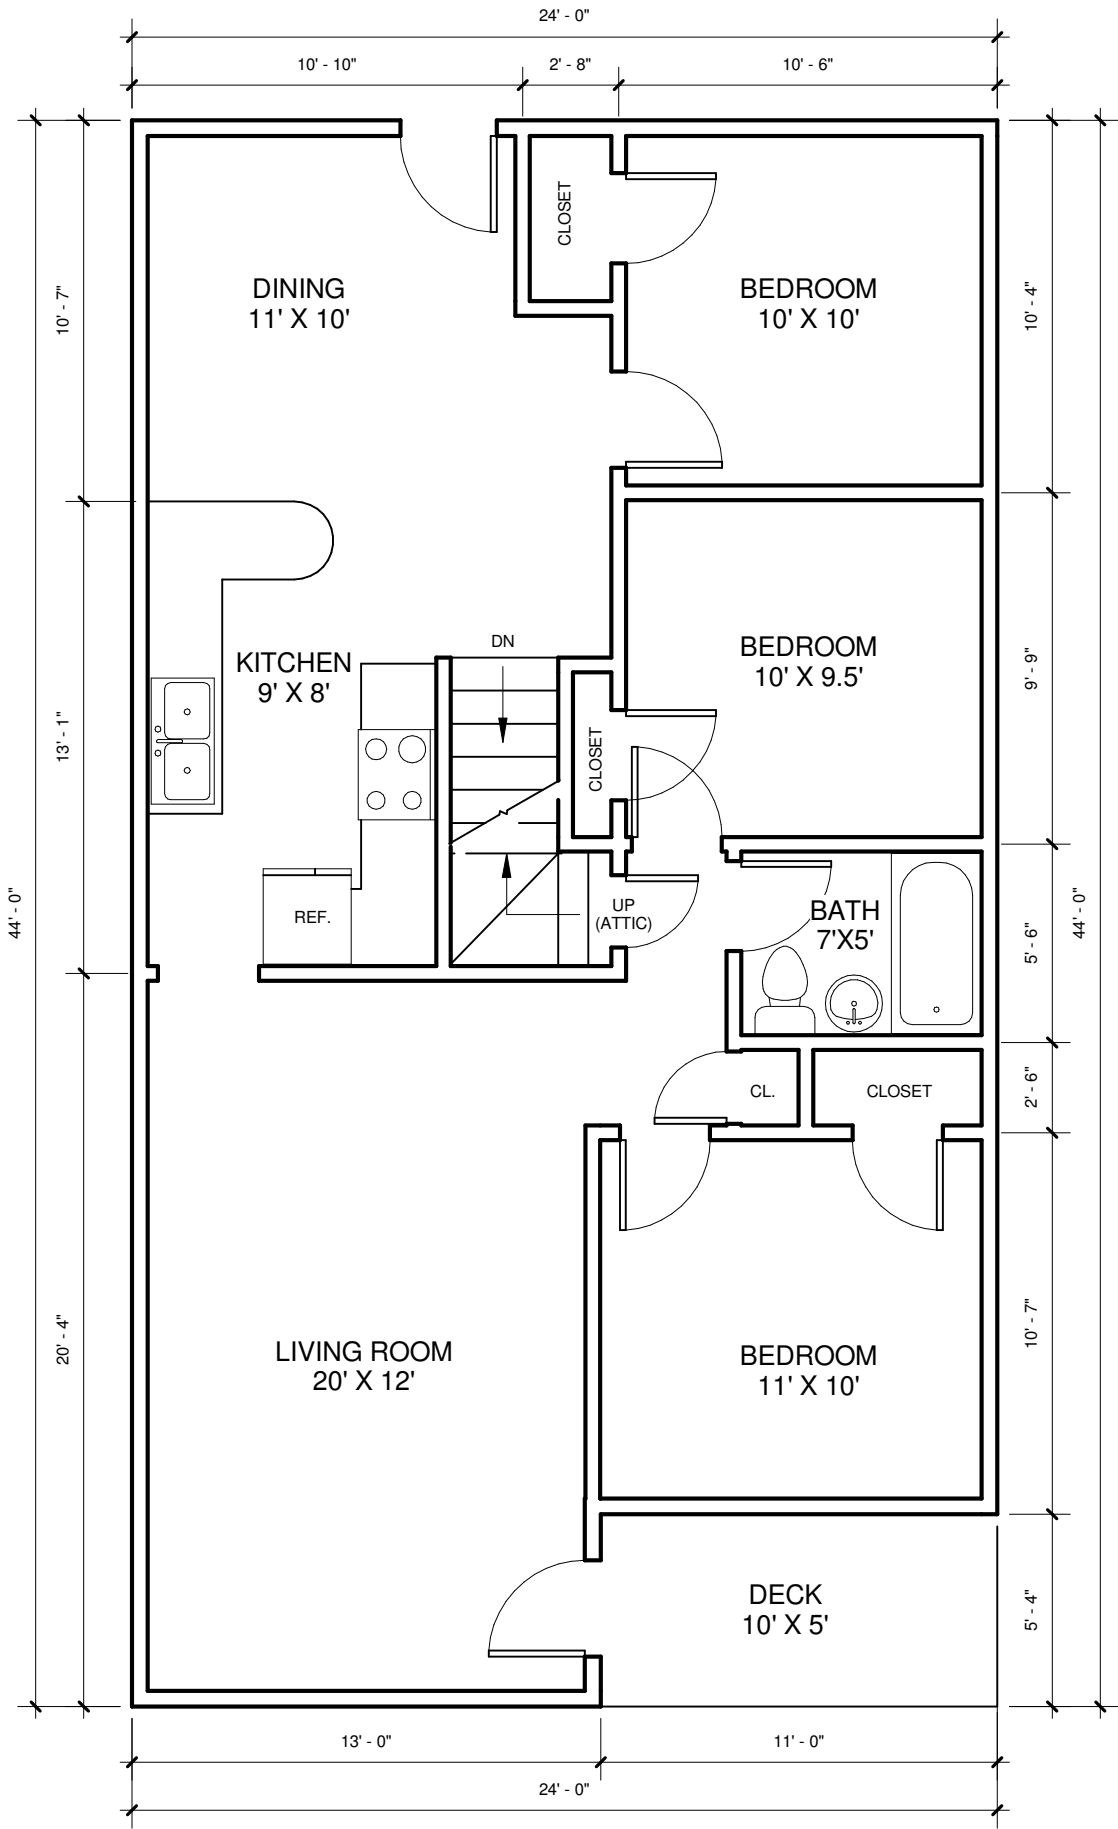 24' - 0"
10' - 10"
2' - 8"
10' - 6"
CLOSET
DINING
11' X 10'
BEDROOM
10' X 10'
10' - 7"
10' - 4"
DN
KITCHEN
9' X 8'
BEDROOM
10' X 9.5'
9' - 9"
13' - 1"
CLOSET
REF.
UP
(ATTIC)
BATH
7'X5'
44' - 0"
5' - 6"
44' - 0"
CL.
CLOSET
2' - 6"
20' - 4"
LIVING ROOM
20' X 12'
BEDROOM
11' X 10'
10' - 7"
DECK
10' X 5'
5' - 4"
13' - 0"
11' - 0"
24' - 0"